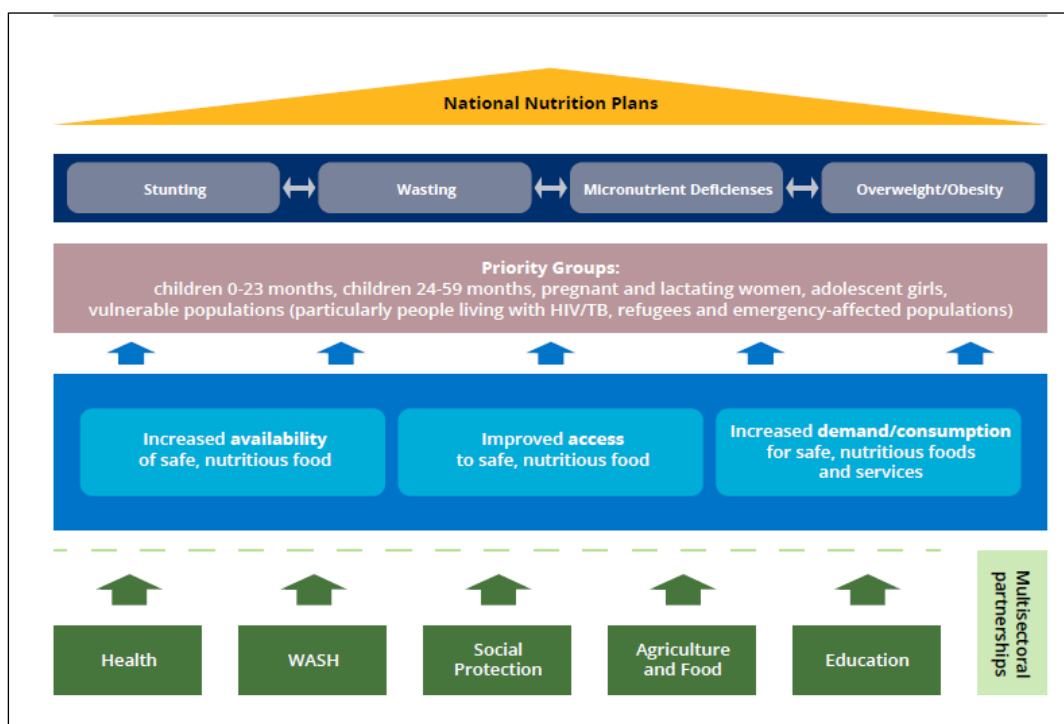 National Nutrition Plans
Stunting
Wasting
Micronutrient Deficienses
Overweight/Obesity
Priority Groups:
children 0-23 months, children 24-59 months, pregnant and lactating women, adolescent girls,
vulnerable populations (particularly people living with HIV/TB, refugees and emergency-affected populations)
Increased availability
of safe, nutritious food
Improved access
to safe, nutritious food
Increased demand/consumption
for safe, nutritious foods
and services
Health
WASH
Social
Protection
Agriculture
and Food
Education
Multisectoral
partnerships